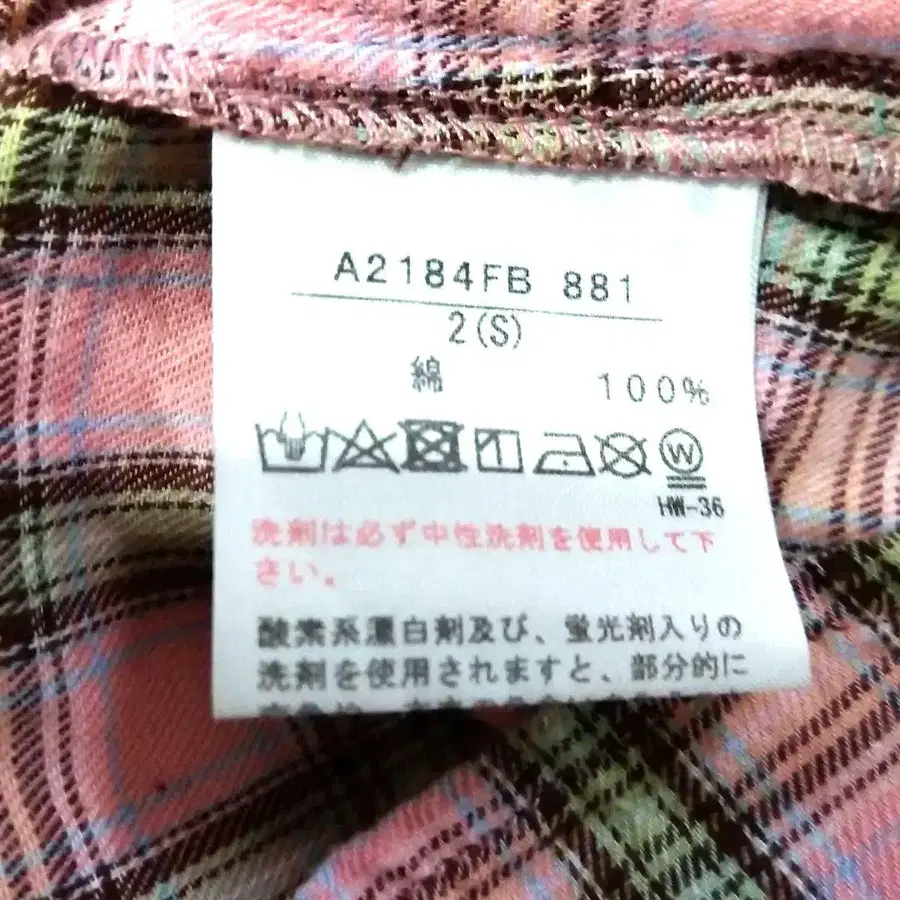 A2184FB 881
2(S)
綿 100%
W
HW-36
洗剤は必ず中性洗剤を使用して下
さい。
酸素系漂白剤及び、蛍光剤入りの
洗剤を使用されますと、部分的に